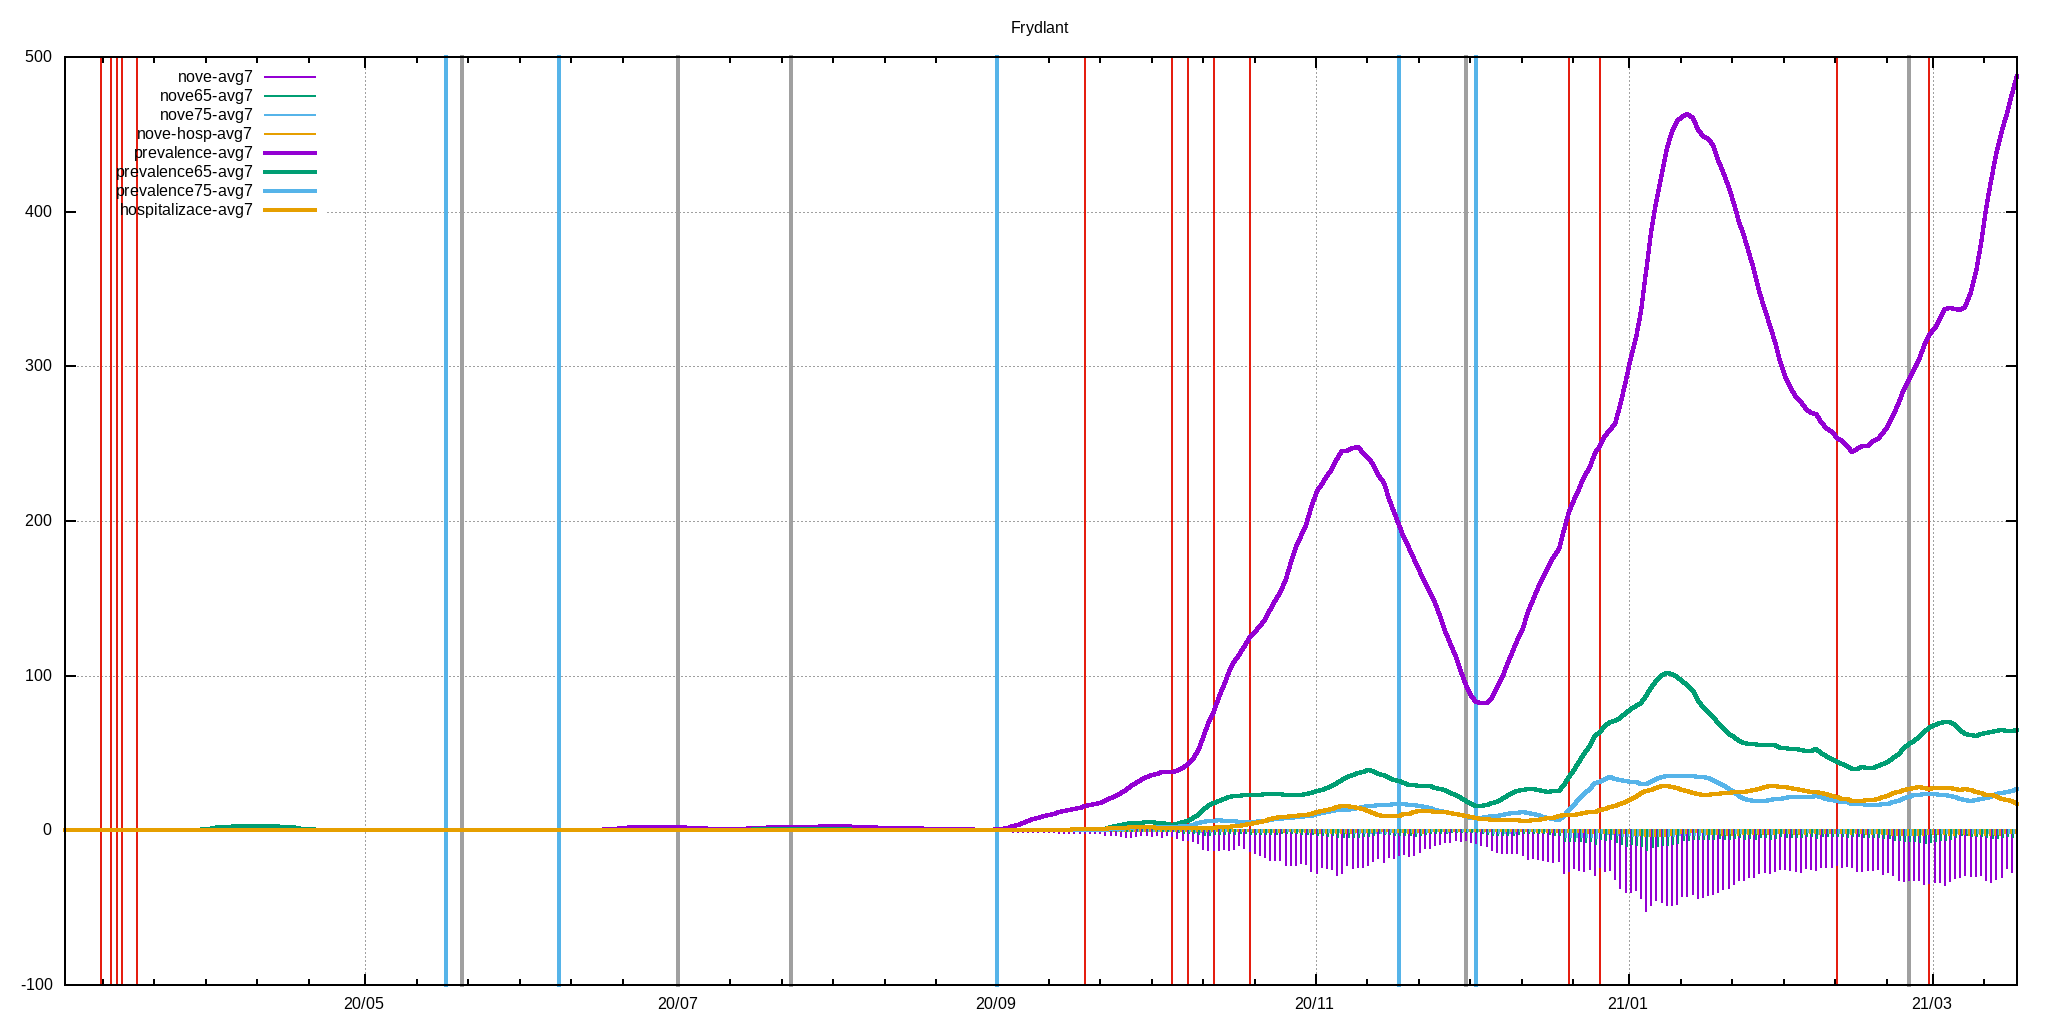 Frydlant
500
400
300
200
100
0
-100
nove-avg7
nove65-avg7
nove75-avg7
nove-hosp-avg7
prevalence-avg7
prevalence65-avg7
prevalence75-avg7
hospitalizace-avg7
20/05
20/07
20/09
20/11
21/01
21/03